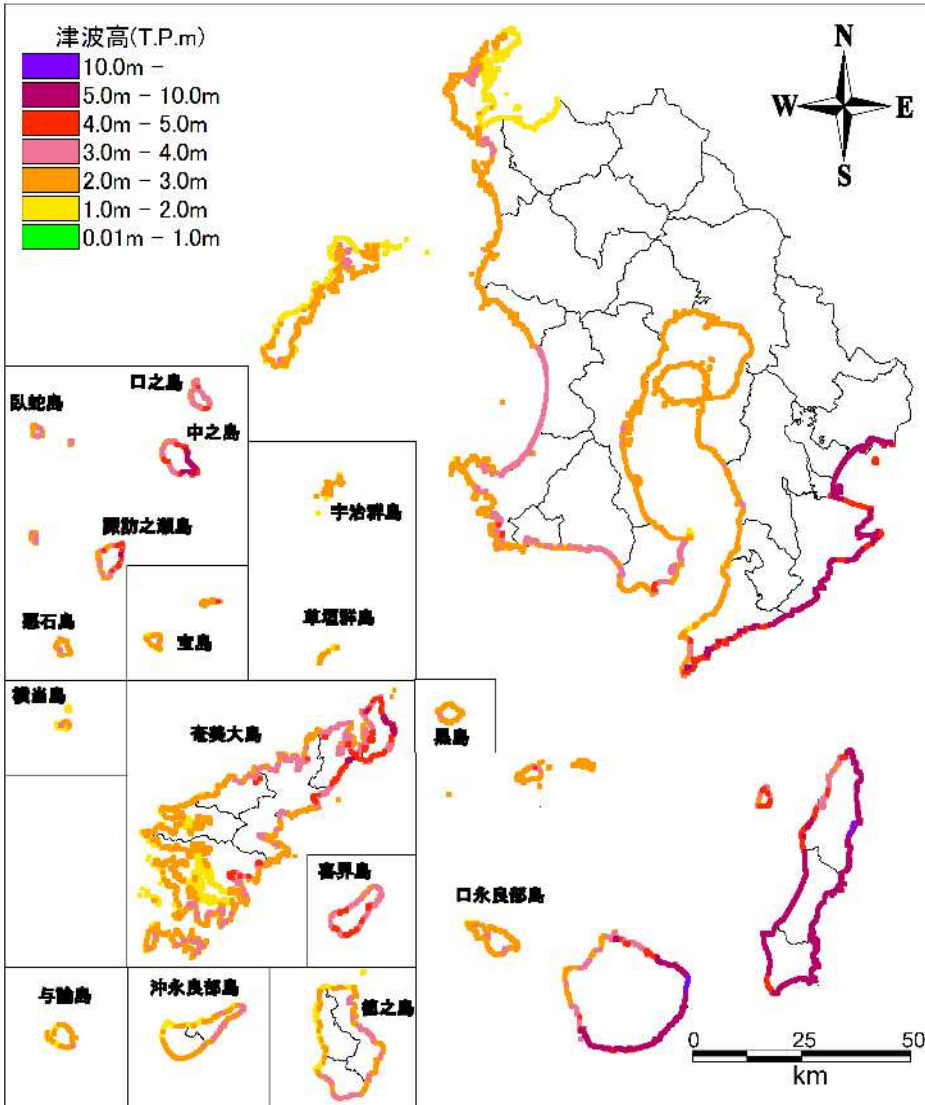 津波高(T.P.m)
10.0m －
5.0m － 10.0m
4.0m － 5.0m
3.0m － 4.0m
2.0m － 3.0m
1.0m － 2.0m
0.01m － 1.0m
N
W
E
S
口之島
臥蛇島
中之島
宇治群島
諏訪之瀬島
悪石島
宝島
草垣群島
横当島
奄美大島
黒島
喜界島
口永良部島
与論島
沖永良部島
徳之島
0 25 50
km